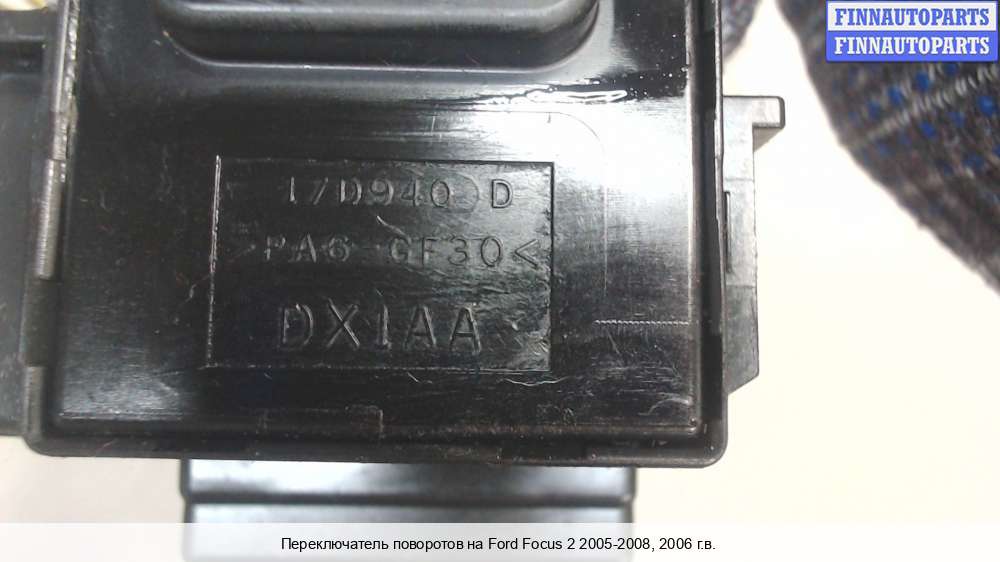 FINNAUTOPARTS
FINNAUTOPARTS
17D940 D
>PA6-GF30<
DX1AA
Переключатель поворотов на Ford Focus 2 2005-2008, 2006 г.в.